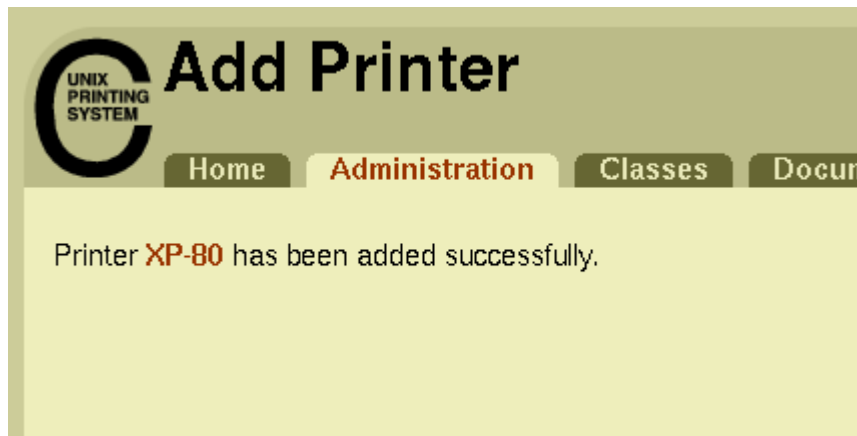 UNIX
PRINTING
SYSTEM
Add Printer
Home Administration Classes
Printer XP-80 has been added successfully.